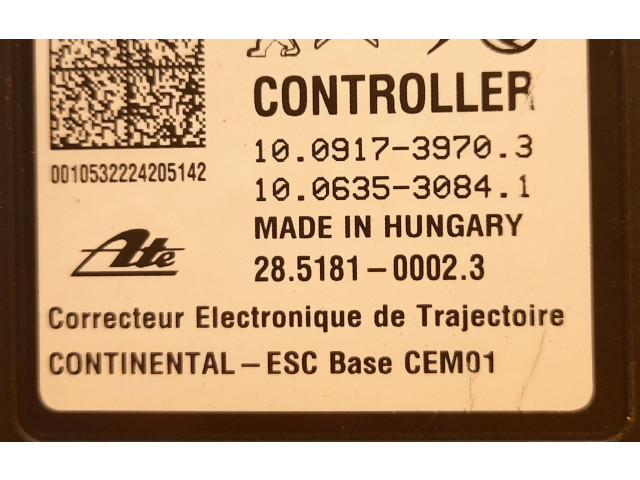 CONTROLLER
10.0917-3970.3
10.0635-3084.1
0010532224205142
MADE IN HUNGARY
Ate
28.5181-0002.3
Correcteur Electronique de Trajectoire
CONTINENTAL-ESC Base CEM01